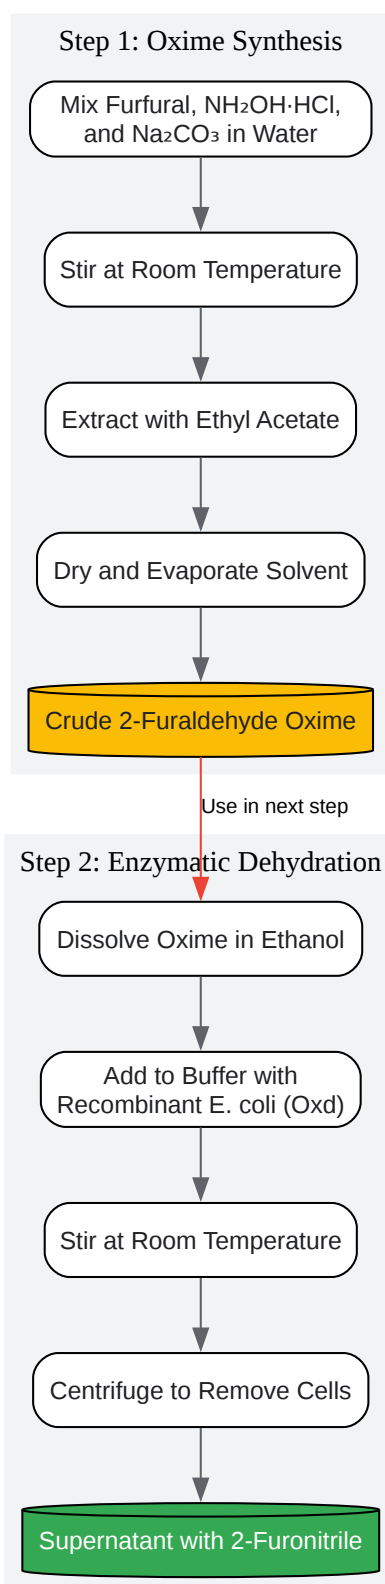 Step 1: Oxime Synthesis
Mix Furfural, NH₂OH·HCl,
and Na₂CO₃ in Water
Stir at Room Temperature
Extract with Ethyl Acetate
Dry and Evaporate Solvent
Crude 2-Furaldehyde Oxime
Use in next step
Step 2: Enzymatic Dehydration
Dissolve Oxime in Ethanol
Add to Buffer with
Recombinant E. coli (Oxd)
Stir at Room Temperature
Centrifuge to Remove Cells
Supernatant with 2-Furonitrile